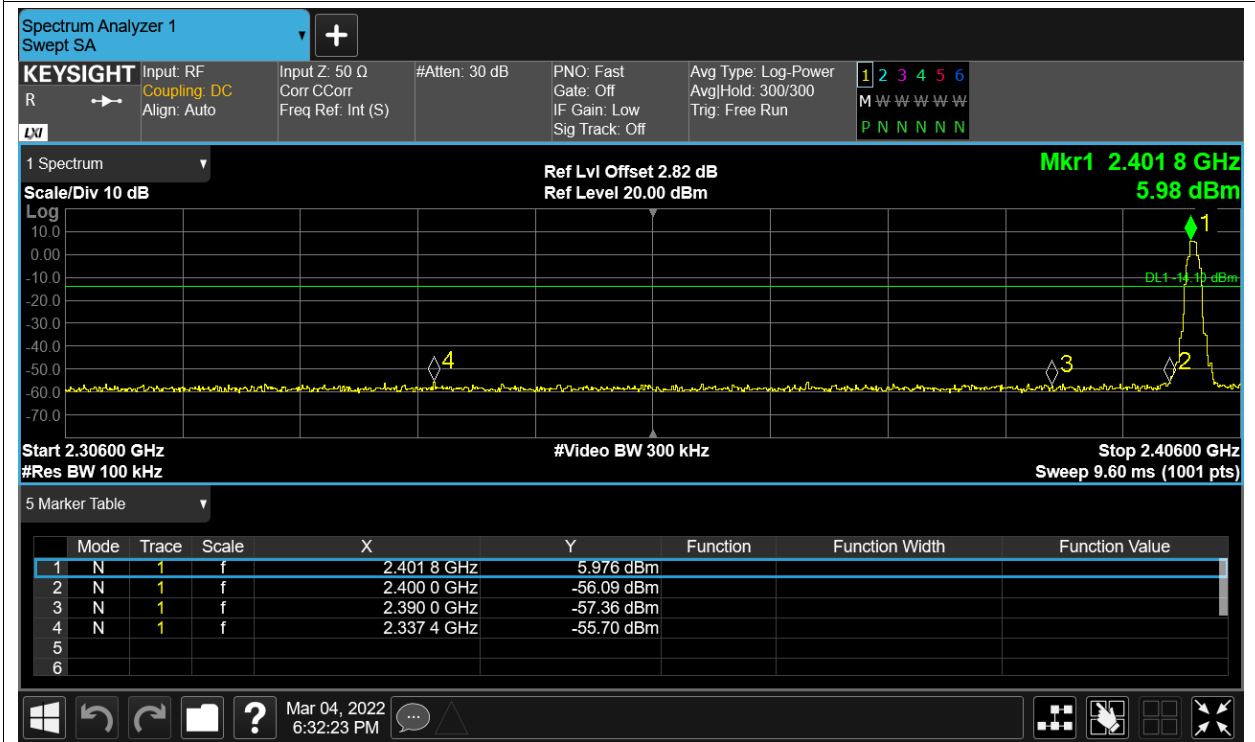 Spectrum Analyzer 1
Swept SA
+
KEYSIGHT
R
LXI
Input: RF
Coupling: DC
Align: Auto
Input Z: 50 Ω
Corr CCorr
Freq Ref: Int (S)
#Atten: 30 dB
PNO: Fast
Gate: Off
IF Gain: Low
Sig Track: Off
Avg Type: Log-Power
Avg|Hold: 300/300
Trig: Free Run
1 2 3 4 5 6
M W W W W W
P N N N N N
1 Spectrum
Scale/Div 10 dB
Ref Lvl Offset 2.82 dB
Ref Level 20.00 dBm
Mkr1 2.401 8 GHz
5.98 dBm
Log
10.0
0.00
-10.0
-20.0
-30.0
-40.0
-50.0
-60.0
-70.0
1
DL1 -14.10 dBm
4
3
2
Start 2.30600 GHz
#Res BW 100 kHz
#Video BW 300 kHz
Stop 2.40600 GHz
Sweep 9.60 ms (1001 pts)
5 Marker Table
Mode Trace Scale X Y Function Function Width Function Value
1 N 1 f 2.401 8 GHz 5.976 dBm
2 N 1 f 2.400 0 GHz -56.09 dBm
3 N 1 f 2.390 0 GHz -57.36 dBm
4 N 1 f 2.337 4 GHz -55.70 dBm
5
6
?
Mar 04, 2022
6:32:23 PM